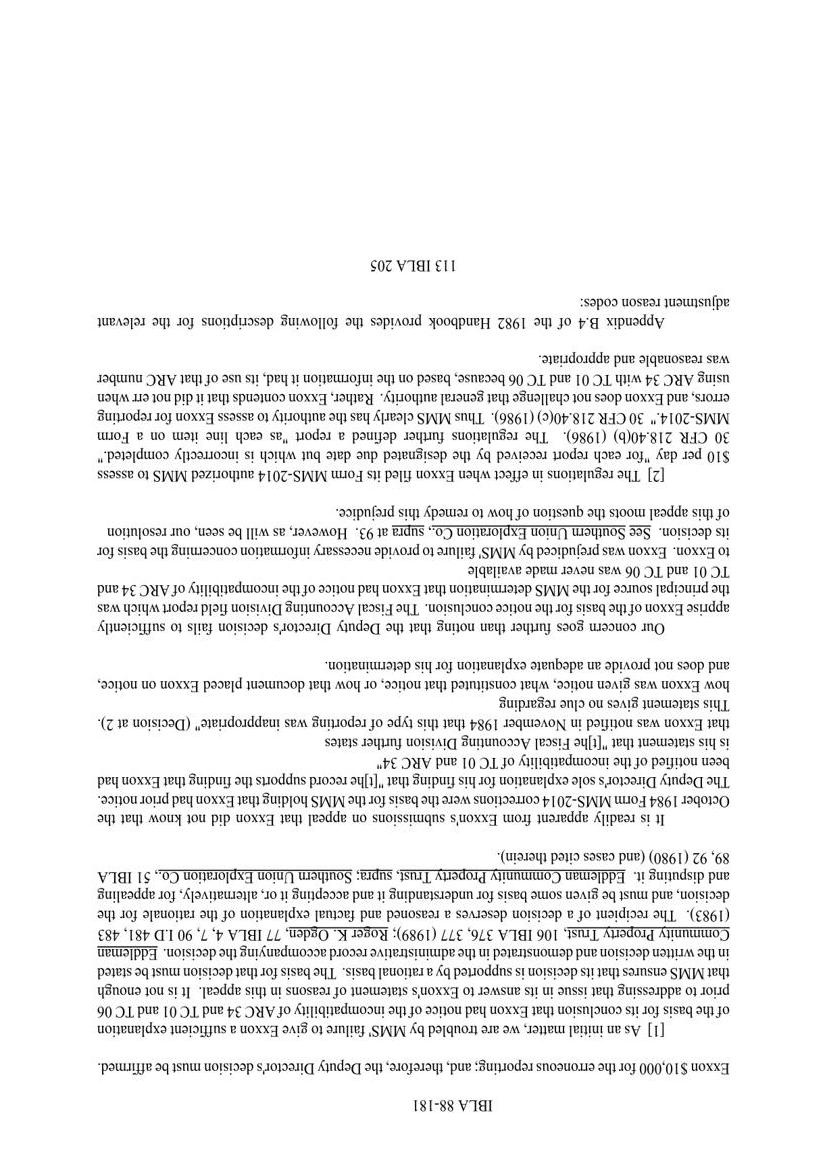 IBLA 88-181
Exxon $10,000 for the erroneous reporting; and, therefore, the Deputy Director's decision must be affirmed.
[1] As an initial matter, we are troubled by MMS' failure to give Exxon a sufficient explanation
of the basis for its conclusion that Exxon had notice of the incompatibility of ARC 34 and TC 01 and TC 06
prior to addressing that issue in its answer to Exxon's statement of reasons in this appeal. It is not enough
that MMS ensures that its decision is supported by a rational basis. The basis for that decision must be stated
in the written decision and demonstrated in the administrative record accompanying the decision. Eddleman
Community Property Trust, 106 IBLA 376, 377 (1989); Roger K. Ogden, 77 IBLA 4, 7, 90 I.D 481, 483
(1983). The recipient of a decision deserves a reasoned and factual explanation of the rationale for the
decision, and must be given some basis for understanding it and accepting it or, alternatively, for appealing
and disputing it. Eddleman Community Property Trust, supra; Southern Union Exploration Co., 51 IBLA
89, 92 (1980) (and cases cited therein).
It is readily apparent from Exxon's submissions on appeal that Exxon did not know that the
October 1984 Form MMS-2014 corrections were the basis for the MMS holding that Exxon had prior notice.
The Deputy Director's sole explanation for his finding that "[t]he record supports the finding that Exxon had
been notified of the incompatibility of TC 01 and ARC 34"
is his statement that "[t]he Fiscal Accounting Division further states
that Exxon was notified in November 1984 that this type of reporting was inappropriate" (Decision at 2).
This statement gives no clue regarding
how Exxon was given notice, what constituted that notice, or how that document placed Exxon on notice,
and does not provide an adequate explanation for his determination.
Our concern goes further than noting that the Deputy Director's decision fails to sufficiently
apprise Exxon of the basis for the notice conclusion. The Fiscal Accounting Division field report which was
the principal source for the MMS determination that Exxon had notice of the incompatibility of ARC 34 and
TC 01 and TC 06 was never made available
to Exxon. Exxon was prejudiced by MMS' failure to provide necessary information concerning the basis for
its decision. See Southern Union Exploration Co., supra at 93. However, as will be seen, our resolution
of this appeal moots the question of how to remedy this prejudice.
[2] The regulations in effect when Exxon filed its Form MMS-2014 authorized MMS to assess
$10 per day "for each report received by the designated due date but which is incorrectly completed."
30 CFR 218.40(b) (1986). The regulations further defined a report "as each line item on a Form
MMS-2014." 30 CFR 218.40(c) (1986). Thus MMS clearly has the authority to assess Exxon for reporting
errors, and Exxon does not challenge that general authority. Rather, Exxon contends that it did not err when
using ARC 34 with TC 01 and TC 06 because, based on the information it had, its use of that ARC number
was reasonable and appropriate.
Appendix B.4 of the 1982 Handbook provides the following descriptions for the relevant
adjustment reason codes:
113 IBLA 205